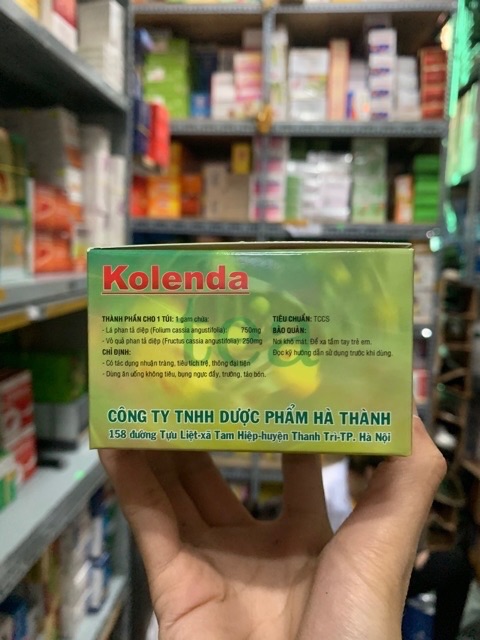 Kolenda
THÀNH PHẦN CHO 1 TÚI: 1 gam chứa:
- Lá phan tả diệp (Folium cassia angustifolia): 750mg
- Vỏ quả phan tả diệp (Fructus cassia angustifolia): 250mg
CHỈ ĐỊNH:
- Có tác dụng nhuận tràng, tiêu tích trệ, thông đại tiện
- Dùng ăn uống không tiêu, bụng ngực đầy, trướng, táo bón.
TIÊU CHUẨN: TCCS
BẢO QUẢN:
Nơi khô mát. Để xa tầm tay trẻ em.
Đọc kỹ hướng dẫn sử dụng trước khi dùng.
tea
CÔNG TY TNHH DƯỢC PHẨM HÀ THÀNH
158 đường Tựu Liệt-xã Tam Hiệp-huyện Thanh Trì-TP. Hà Nội